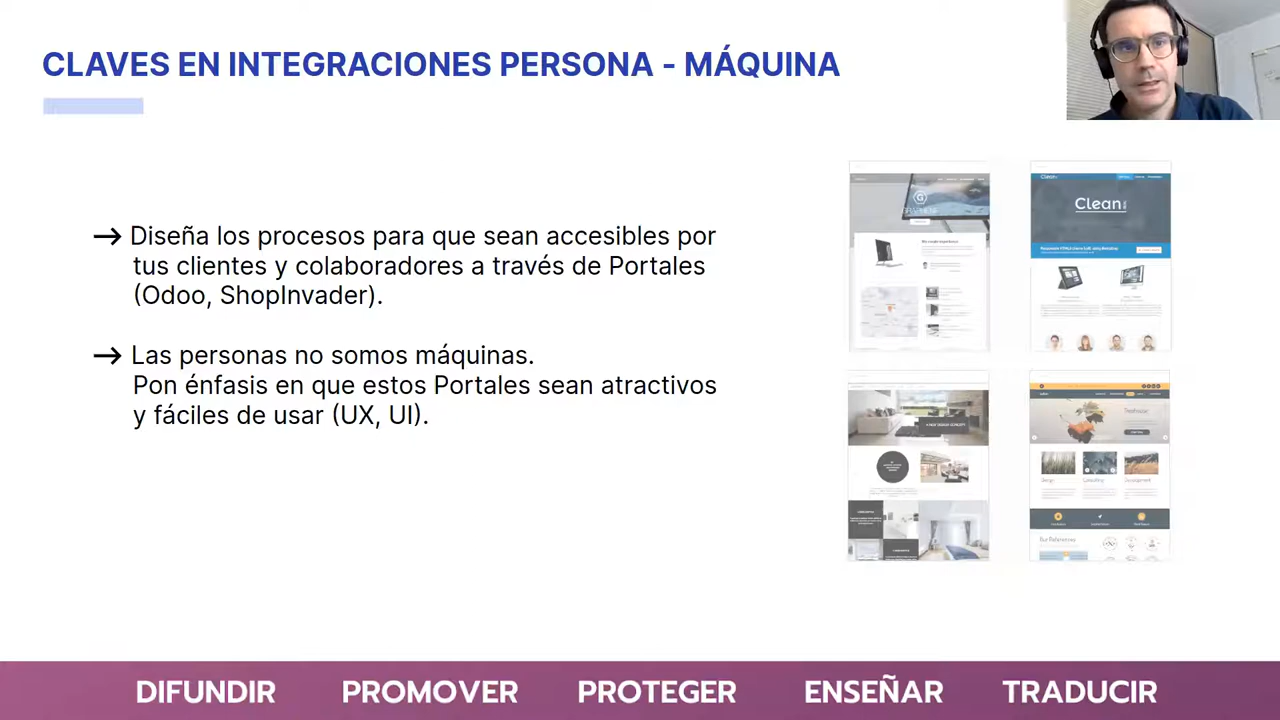 CLAVES EN INTEGRACIONES PERSONA - MÁQUINA
→ Diseña los procesos para que sean accesibles por
tus clientes y colaboradores a través de Portales
(Odoo, ShopInvader).
→ Las personas no somos máquinas.
Pon énfasis en que estos Portales sean atractivos
y fáciles de usar (UX, UI).
Clean
DIFUNDIR PROMOVER PROTEGER ENSEÑAR TRADUCIR